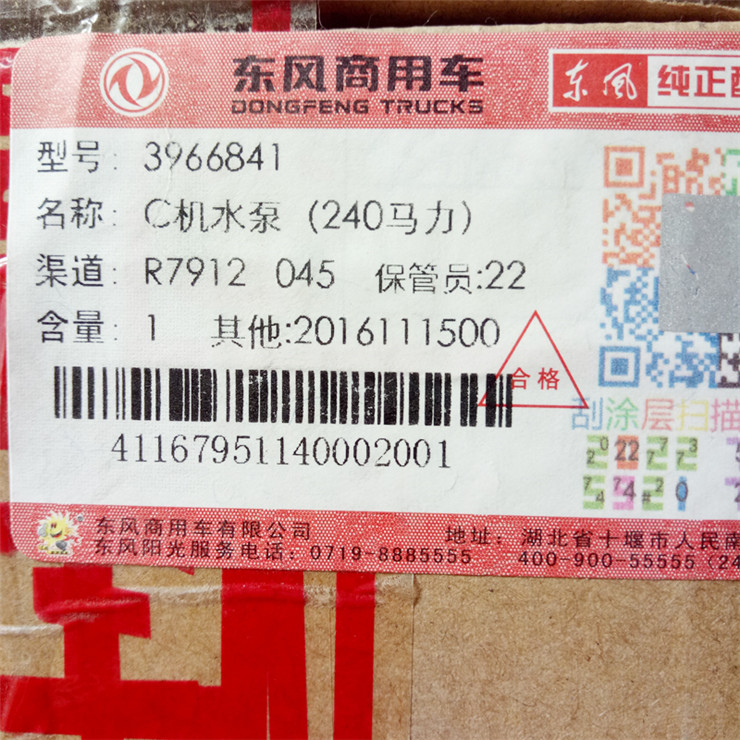 东风商用车
DONGFENG TRUCKS
东风 纯正配
型号: 3966841
名称: C机水泵 (240马力)
渠道: R7912 045 保管员:22
含量: 1 其他:2016111500
合格
41167951140002001
刮涂层扫描
东风商用车有限公司 地址: 湖北省十堰市人民南
东风阳光服务电话: 0719-8885555 400-900-55555 (24